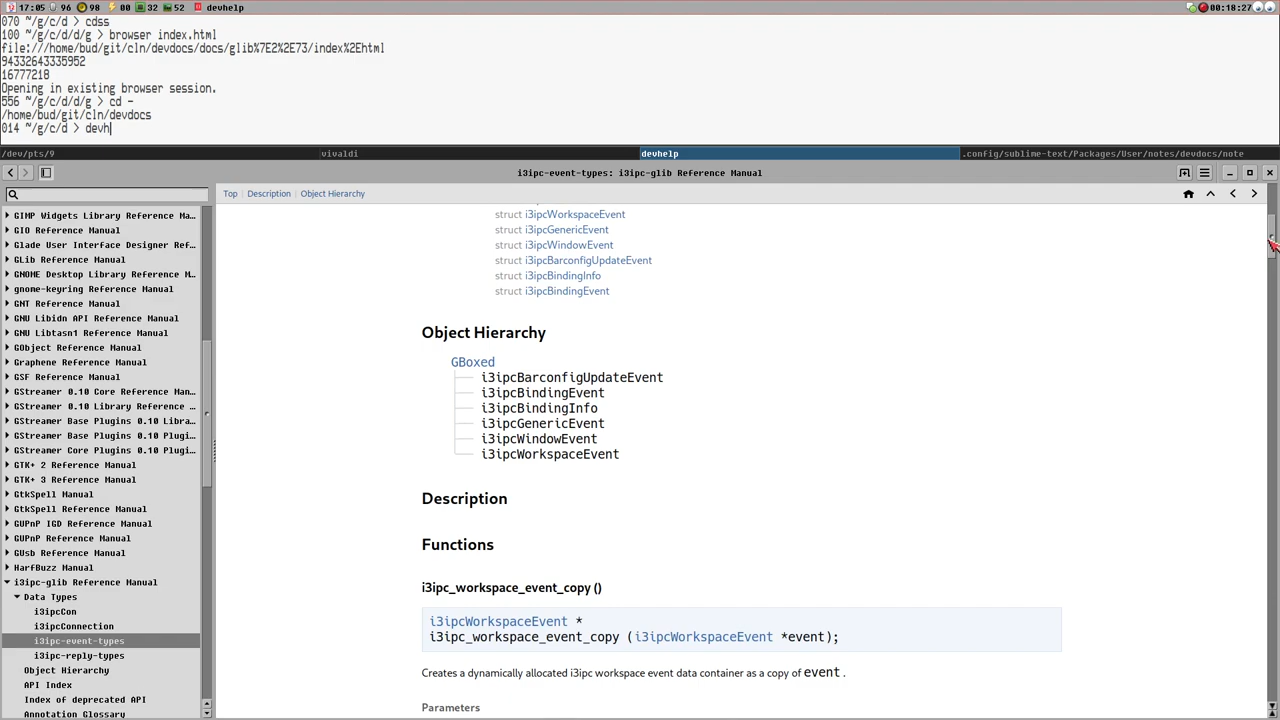 17:05 96 98 00 32 52 devhelp 00:18:27
070 ~/g/c/d > cdss
100 ~/g/c/d/d/g > browser index.html
file:///home/bud/git/cln/devdocs/docs/glib%7E2%2E73/index%2Ehtml
94332643335952
16777218
Opening in existing browser session.
556 ~/g/c/d/d/g > cd -
/home/bud/git/cln/devdocs
014 ~/g/c/d > devh
/dev/pts/9 vivaldi devhelp .config/sublime-text/Packages/User/notes/devdocs/note
i3ipc-event-types: i3ipc-glib Reference Manual
Top Description Object Hierarchy
GIMP Widgets Library Reference Ma…
GIO Reference Manual
Glade User Interface Designer Ref…
GLib Reference Manual
GNOME Desktop Library Reference M…
gnome-keyring Reference Manual
GNT Reference Manual
GNU Libidn API Reference Manual
GNU Libtasn1 Reference Manual
GObject Reference Manual
Graphene Reference Manual
GSF Reference Manual
GStreamer 0.10 Core Reference Man…
GStreamer 0.10 Library Reference …
GStreamer Base Plugins 0.10 Libra…
GStreamer Base Plugins 0.10 Plugi…
GStreamer Core Plugins 0.10 Plugi…
GTK+ 2 Reference Manual
GTK+ 3 Reference Manual
GtkSpell Manual
GtkSpell Reference Manual
GUPnP IGD Reference Manual
GUPnP Reference Manual
GUsb Reference Manual
HarfBuzz Manual
i3ipc-glib Reference Manual
Data Types
i3ipcCon
i3ipcConnection
i3ipc-event-types
i3ipc-reply-types
Object Hierarchy
API Index
Index of deprecated API
Annotation Glossary
struct i3ipcWorkspaceEvent
struct i3ipcGenericEvent
struct i3ipcWindowEvent
struct i3ipcBarconfigUpdateEvent
struct i3ipcBindingInfo
struct i3ipcBindingEvent
Object Hierarchy
GBoxed
i3ipcBarconfigUpdateEvent
i3ipcBindingEvent
i3ipcBindingInfo
i3ipcGenericEvent
i3ipcWindowEvent
i3ipcWorkspaceEvent
Description
Functions
i3ipc_workspace_event_copy ()
i3ipcWorkspaceEvent *
i3ipc_workspace_event_copy (i3ipcWorkspaceEvent *event);
Creates a dynamically allocated i3ipc workspace event data container as a copy of event .
Parameters